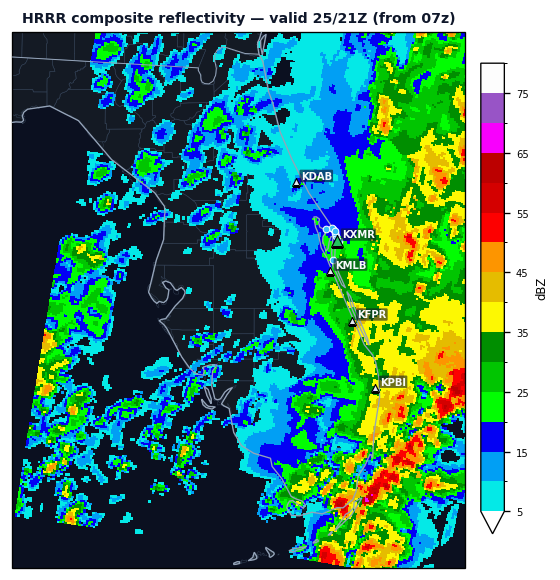 HRRR composite reflectivity — valid 25/21Z (from 07z)
KDAB
KXMR
KMLB
KFPR
KPBI
75
65
55
45
35
25
15
5
dBZ